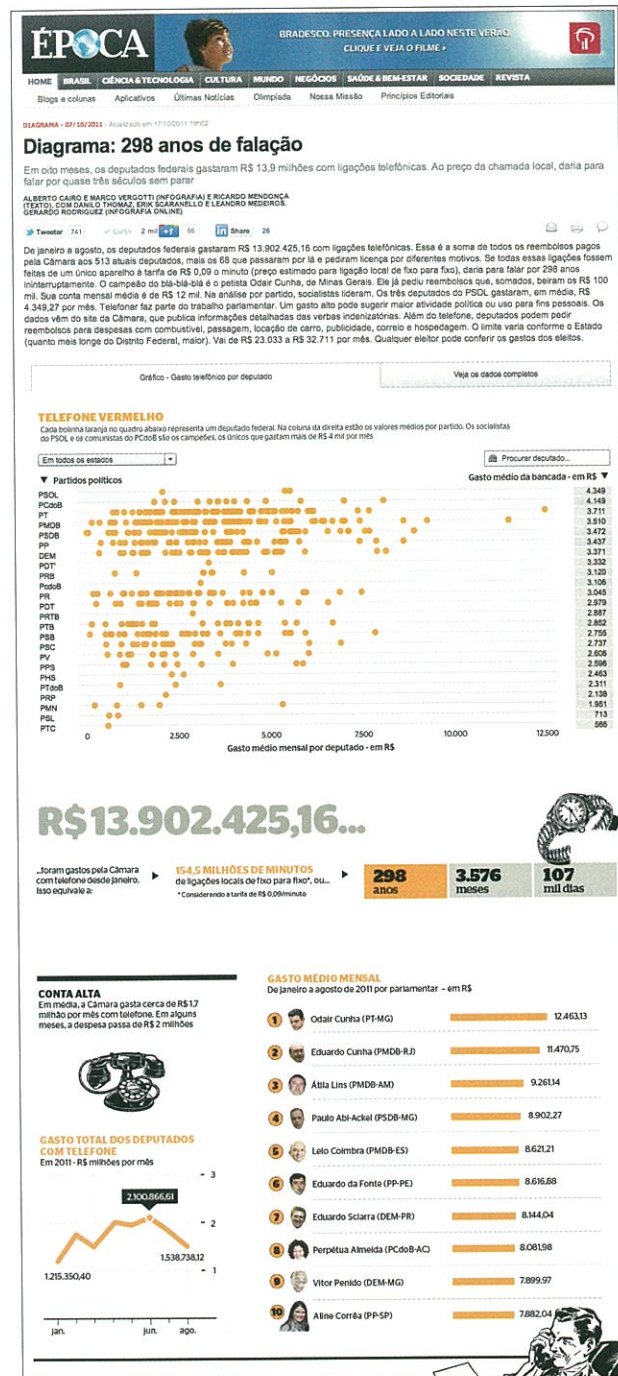 ÉPOCA
BRADESCO. PRESENÇA LADO A LADO NESTE VERÃO.
CLIQUE E VEJA O FILME
HOME BRASIL CIÊNCIA & TECNOLOGIA CULTURA MUNDO NEGÓCIOS SAÚDE & BEM-ESTAR SOCIEDADE REVISTA
Blogs e colunas Aplicativos Últimas Notícias Olimpíada Nossa Missão Princípios Editoriais
DIAGRAMA - 07/10/2011 - Atualizado em 17/10/2011 16h02
Diagrama: 298 anos de falação
Em oito meses, os deputados federais gastaram R$ 13,9 milhões com ligações telefônicas. Ao preço da chamada local, daria para
falar por quase três séculos sem parar
ALBERTO CAIRO E MARCO VERGOTTI (INFOGRAFIA) E RICARDO MENDONÇA
(TEXTO), COM DANILO THOMAZ, ERIK SCARANELLO E LEANDRO MEDEIROS.
GERARDO RODRIGUEZ (INFOGRAFIA ONLINE)
Tweetar 741 Curtir 2 mil +1 66 in Share 26
De janeiro a agosto, os deputados federais gastaram R$ 13.902.425,16 com ligações telefônicas. Essa é a soma de todos os reembolsos pagos
pela Câmara aos 513 atuais deputados, mais os 68 que passaram por lá e pediram licença por diferentes motivos. Se todas essas ligações fossem
feitas de um único aparelho à tarifa de R$ 0,09 o minuto (preço estimado para ligação local de fixo para fixo), daria para falar por 298 anos
ininterruptamente. O campeão do blá-blá-blá é o petista Odair Cunha, de Minas Gerais. Ele já pediu reembolsos que, somados, beiram os R$ 100
mil. Sua conta mensal média é de R$ 12 mil. Na análise por partido, socialistas lideram. Os três deputados do PSOL gastaram, em média, R$
4.349,27 por mês. Telefonar faz parte do trabalho parlamentar. Um gasto alto pode sugerir maior atividade política ou uso para fins pessoais. Os
dados vêm do site da Câmara, que publica informações detalhadas das verbas indenizatórias. Além do telefone, deputados podem pedir
reembolsos para despesas com combustível, passagem, locação de carro, publicidade, correio e hospedagem. O limite varia conforme o Estado
(quanto mais longe do Distrito Federal, maior). Vai de R$ 23.033 a R$ 32.711 por mês. Qualquer eleitor pode conferir os gastos dos eleitos.
Gráfico - Gasto telefônico por deputado Veja os dados completos
TELEFONE VERMELHO
Cada bolinha laranja no quadro abaixo representa um deputado federal. Na coluna da direita estão os valores médios por partido. Os socialistas
do PSOL e os comunistas do PCdoB são os campeões, os únicos que gastam mais de R$ 4 mil por mês
Em todos os estados Procurar deputado...
Partidos políticos Gasto médio da bancada - em R$
PSOL 4.349
PCdoB 4.149
PT 3.711
PMDB 3.510
PSDB 3.472
PP 3.437
DEM 3.371
PDT' 3.332
PRB 3.120
PcdoB 3.106
PR 3.045
PDT 2.979
PRTB 2.887
PTB 2.852
PSB 2.755
PSC 2.737
PV 2.606
PPS 2.596
PHS 2.463
PTdoB 2.311
PRP 2.138
PMN 1.951
PSL 713
PTC 566
0 2.500 5.000 7.500 10.000 12.500
Gasto médio mensal por deputado - em R$
R$ 13.902.425,16...
...foram gastos pela Câmara
com telefone desde janeiro.
Isso equivale a:
154,5 MILHÕES DE MINUTOS
de ligações locais de fixo para fixo*, ou...
* Considerando a tarifa de R$ 0,09/minuto
298
anos
3.576
meses
107
mil dias
CONTA ALTA
Em média, a Câmara gasta cerca de R$ 1,7
milhão por mês com telefone. Em alguns
meses, a despesa passa de R$ 2 milhões
GASTO TOTAL DOS DEPUTADOS
COM TELEFONE
Em 2011 - R$ milhões por mês
3
2.100.866,61
2
1.538.738,12
1.215.350,40
1
jan. jun. ago.
GASTO MÉDIO MENSAL
De janeiro a agosto de 2011 por parlamentar - em R$
1 Odair Cunha (PT-MG) 12.463,13
2 Eduardo Cunha (PMDB-RJ) 11.470,75
3 Átila Lins (PMDB-AM) 9.261,14
4 Paulo Abi-Ackel (PSDB-MG) 8.902,27
5 Lelo Coimbra (PMDB-ES) 8.621,21
6 Eduardo da Fonte (PP-PE) 8.616,88
7 Eduardo Sciarra (DEM-PR) 8.144,04
8 Perpétua Almeida (PCdoB-AC) 8.081,98
9 Vitor Penido (DEM-MG) 7.899,97
10 Aline Corrêa (PP-SP) 7.882,04